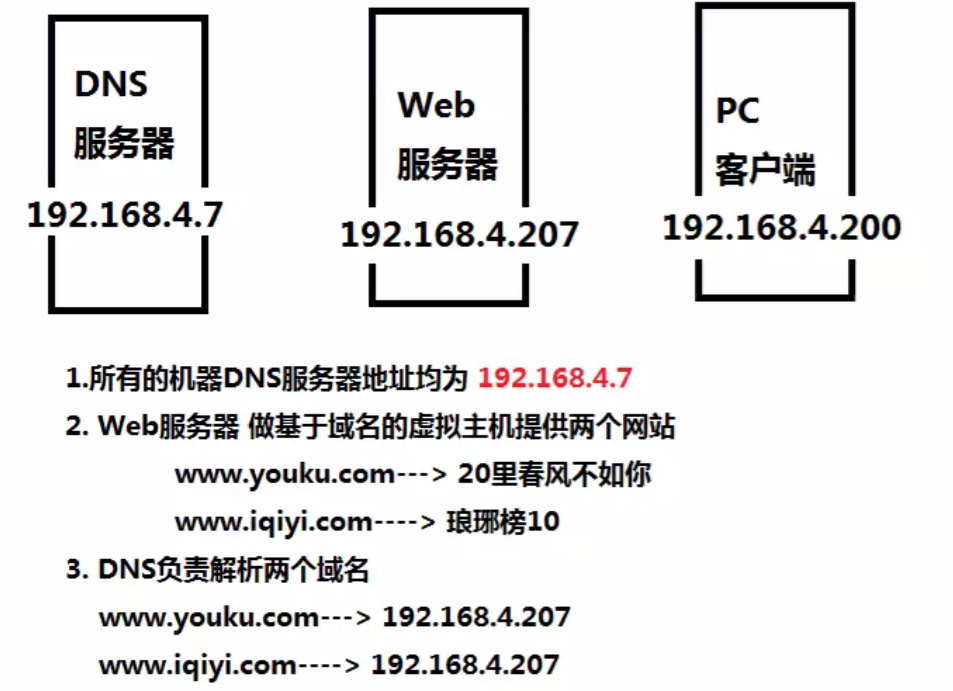 DNS
服务器
192.168.4.7
Web
服务器
192.168.4.207
PC
客户端
192.168.4.200
1.所有的机器DNS服务器地址均为 192.168.4.7
2. Web服务器 做基于域名的虚拟主机提供两个网站
www.youku.com---> 20里春风不如你
www.iqiyi.com----> 琅琊榜10
3. DNS负责解析两个域名
www.youku.com---> 192.168.4.207
www.iqiyi.com----> 192.168.4.207